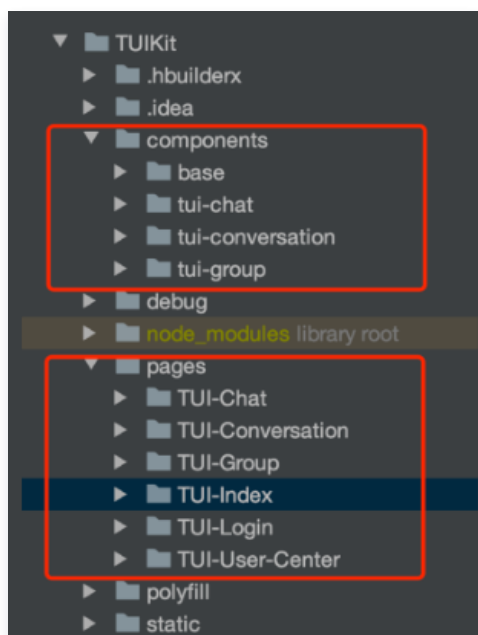 TUIKit
.hbuilderx
.idea
components
base
tui-chat
tui-conversation
tui-group
debug
node_modules library root
pages
TUI-Chat
TUI-Conversation
TUI-Group
TUI-Index
TUI-Login
TUI-User-Center
polyfill
static